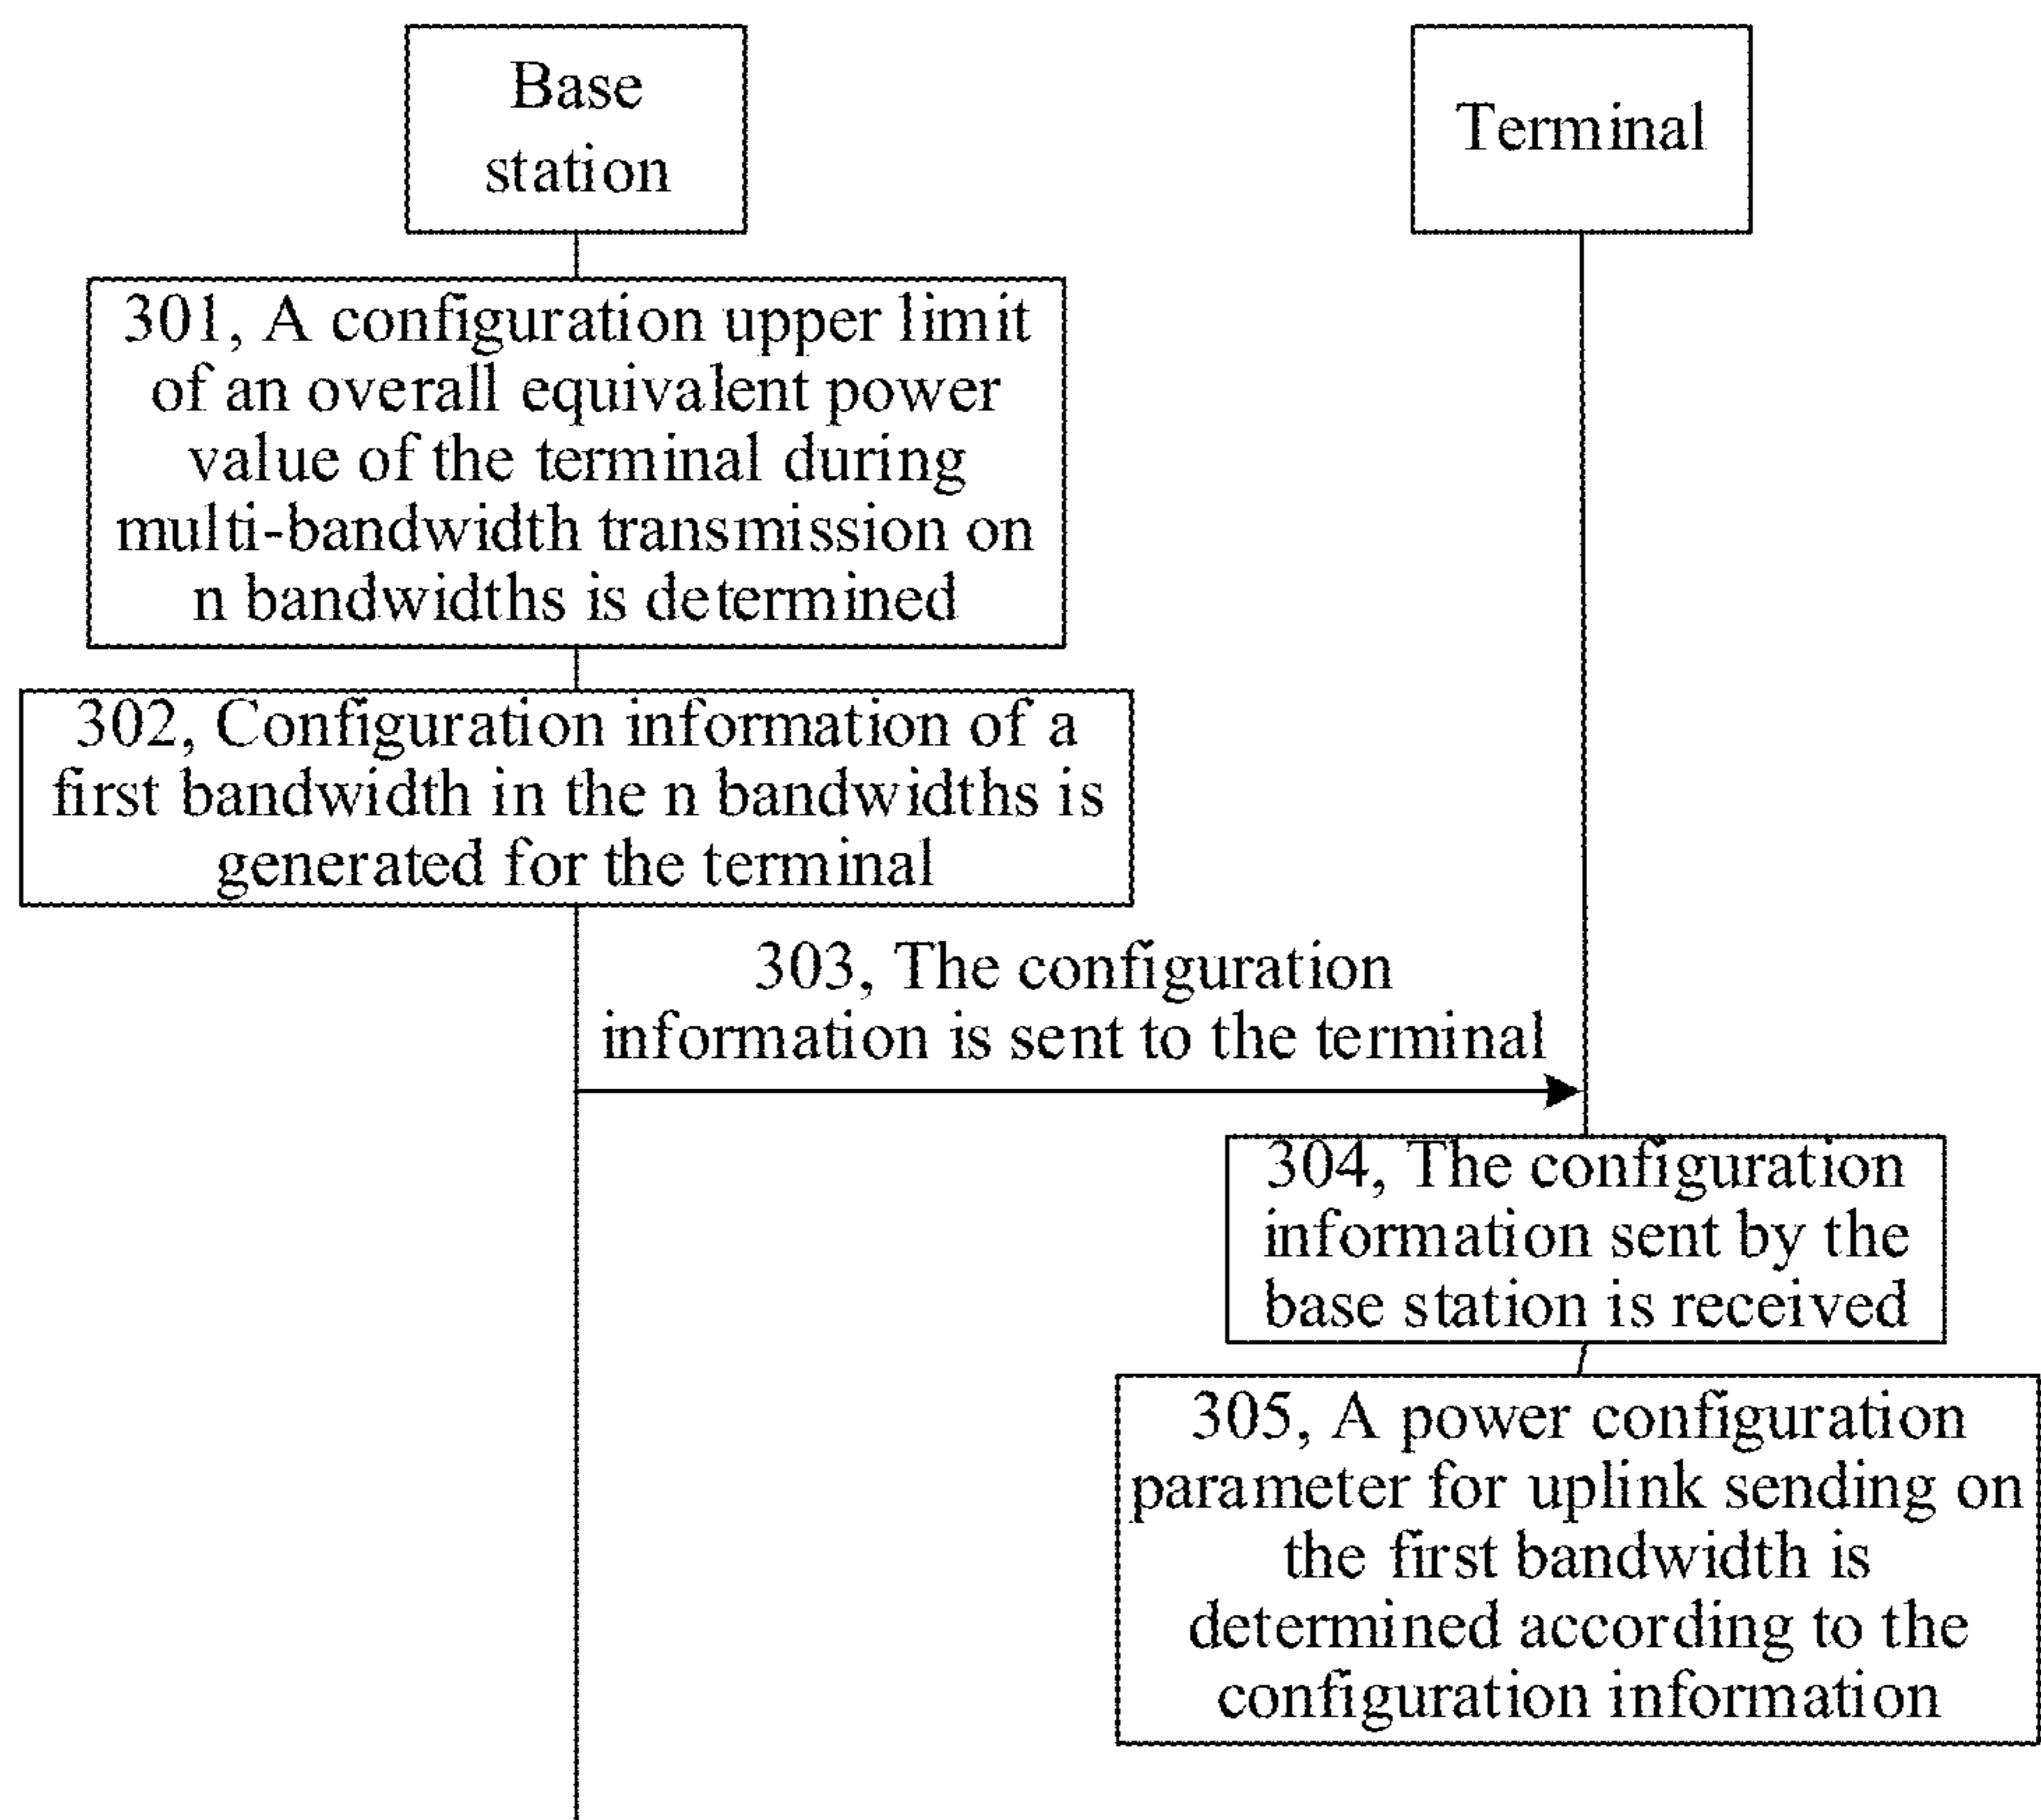 Base
station
Terminal
301, A configuration upper limit
of an overall equivalent power
value of the terminal during
multi-bandwidth transmission on
n bandwidths is determined
302, Configuration information of a
first bandwidth in the n bandwidths is
generated for the terminal
303, The configuration
information is sent to the terminal
304, The configuration
information sent by the
base station is received
305, A power configuration
parameter for uplink sending on
the first bandwidth is
determined according to the
configuration information